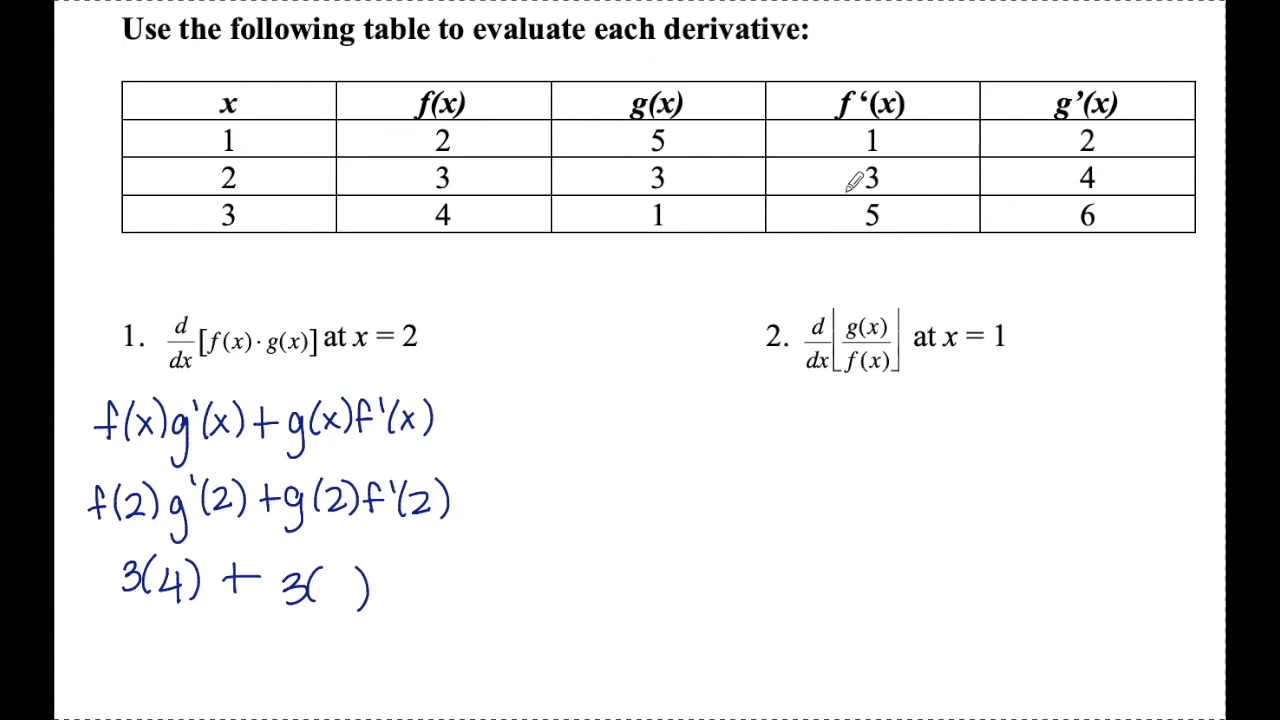 Use the following table to evaluate each derivative:
x f(x) g(x) f ‘(x) g’(x)
1 2 5 1 2
2 3 3 3 4
3 4 1 5 6
1. d/dx [f(x) · g(x)] at x = 2
2. d/dx [g(x)/f(x)] at x = 1
f(x)g'(x) + g(x)f'(x)
f(2)g'(2) + g(2)f'(2)
3(4) + 3( )